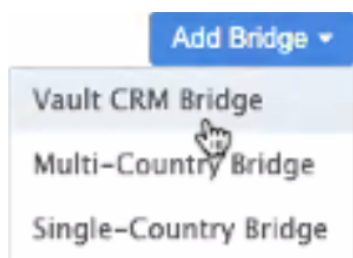 Add Bridge
Vault CRM Bridge
Multi-Country Bridge
Single-Country Bridge